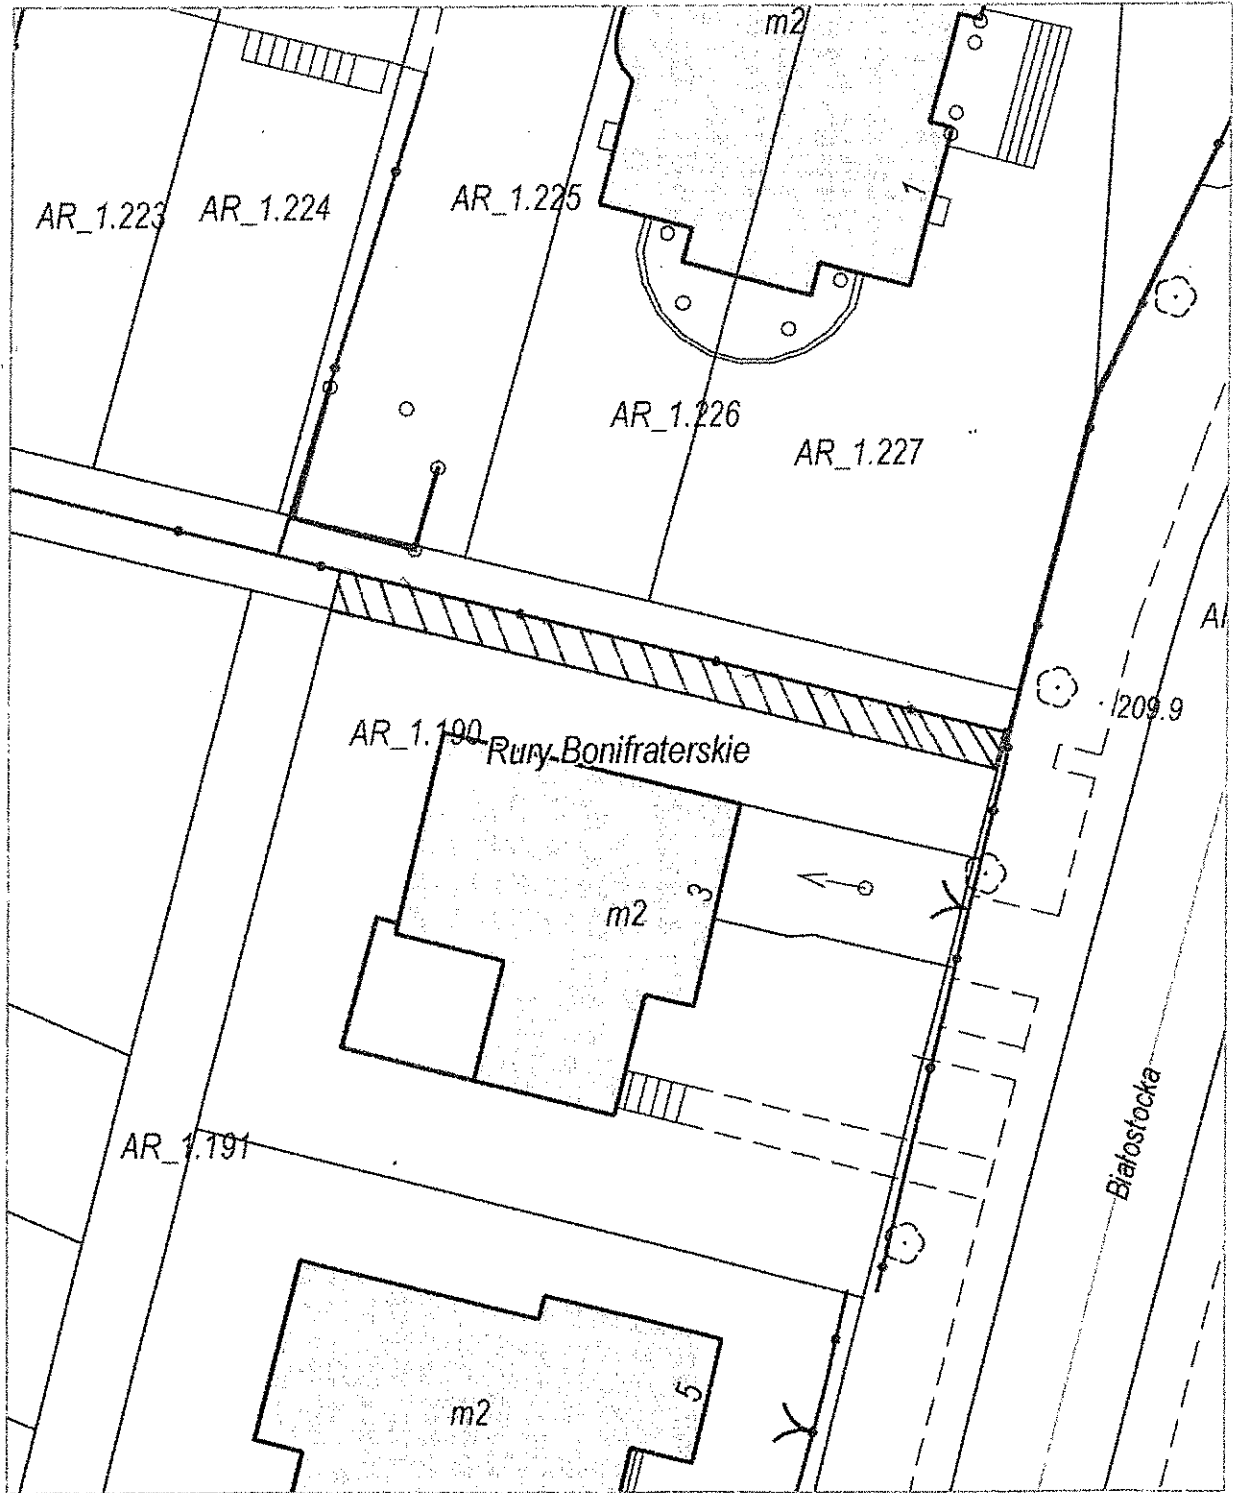 m2
1
AR_1.223
AR_1.224
AR_1.225
AR_1.226
AR_1.227
209.9
AR_1.190
Rury Bonifraterskie
m2
3
Białostocka
AR_1.191
m2
5